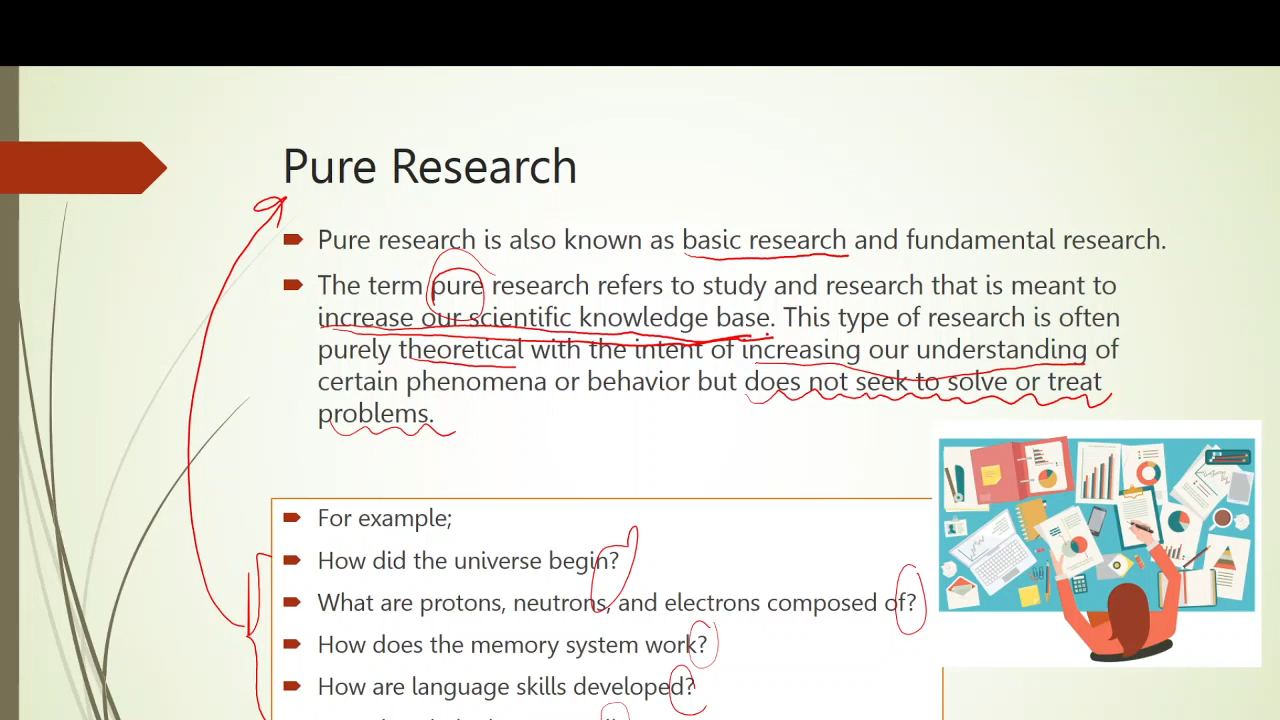 Pure Research
Pure research is also known as basic research and fundamental research.
The term pure research refers to study and research that is meant to
increase our scientific knowledge base. This type of research is often
purely theoretical with the intent of increasing our understanding of
certain phenomena or behavior but does not seek to solve or treat
problems.
For example;
How did the universe begin?
What are protons, neutrons, and electrons composed of?
How does the memory system work?
How are language skills developed?